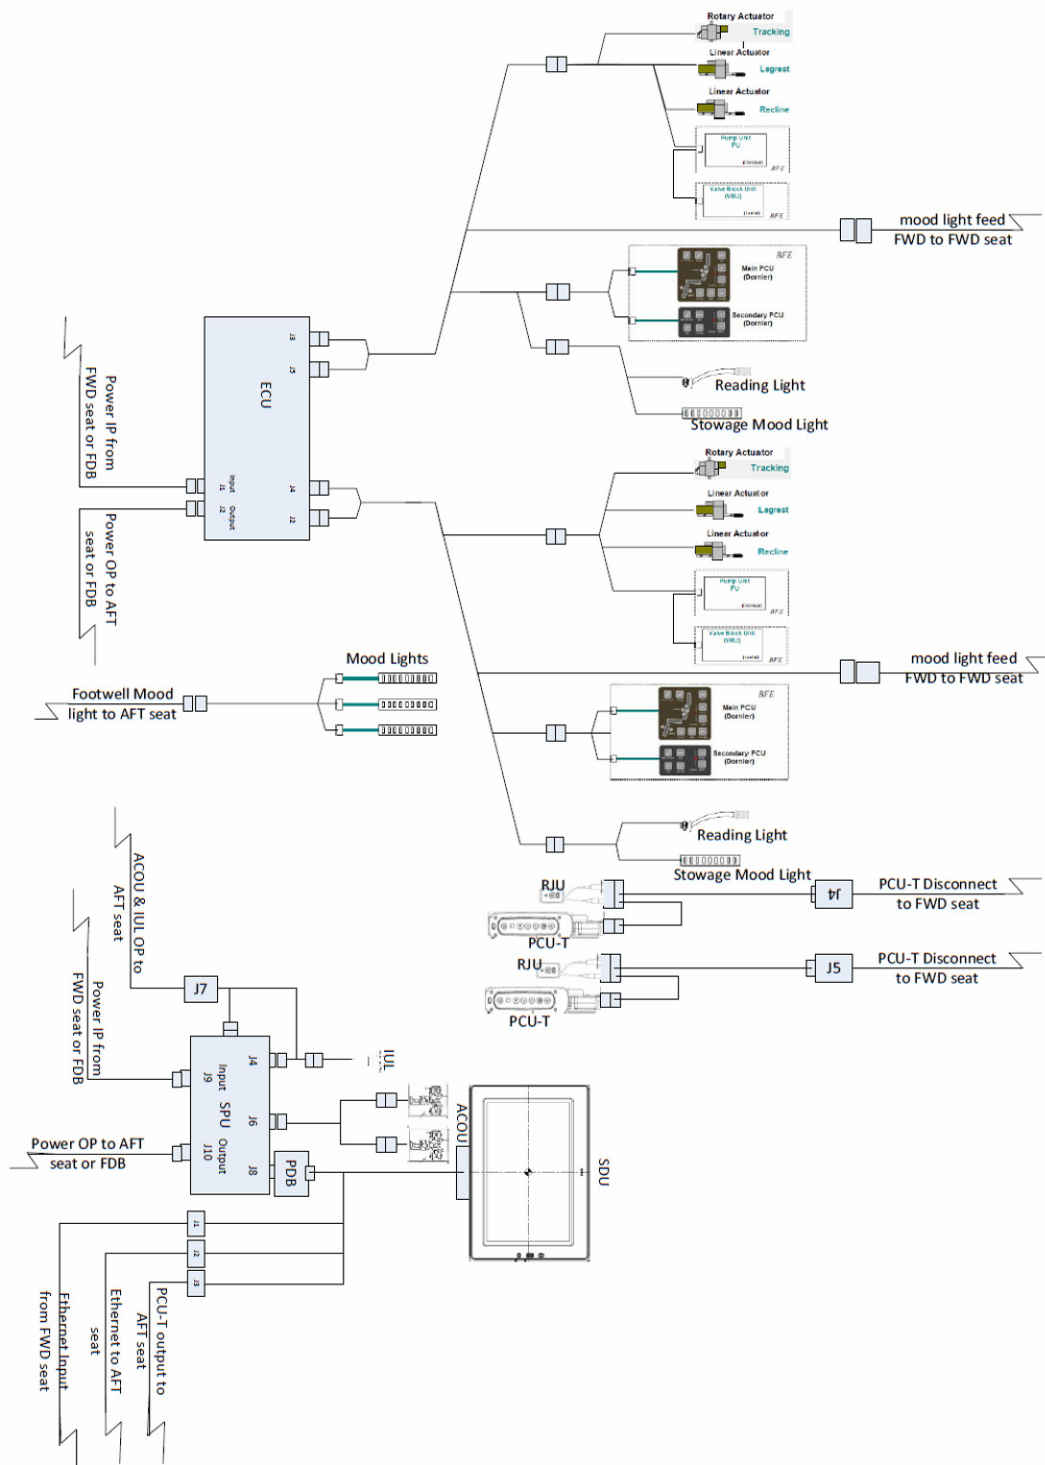 Rotary Actuator
Tracking
Linear Actuator
Legrest
Linear Actuator
Recline
Pump Unit
PU
BFE
Valve Block Unit
(VBU)
BFE
mood light feed
FWD to FWD seat
BFE
Main PCU
(Dornier)
Secondary PCU
(Dornier)
Reading Light
Stowage Mood Light
ECU
J3
J5
J4
J2
Input
J1
Output
J2
Power IP from
FWD seat or FDB
Power OP to AFT
seat or FDB
Rotary Actuator
Tracking
Linear Actuator
Legrest
Linear Actuator
Recline
Pump Unit
PU
BFE
Valve Block Unit
(VBU)
BFE
mood light feed
FWD to FWD seat
BFE
Main PCU
(Dornier)
Secondary PCU
(Dornier)
Reading Light
Stowage Mood Light
Mood Lights
Footwell Mood
light to AFT seat
RJU
PCU-T
J4
PCU-T Disconnect
to FWD seat
RJU
PCU-T
J5
PCU-T Disconnect
to FWD seat
ACOU & IUL OP to
AFT seat
Power IP from
FWD seat or FDB
J7
J4
Input
J9
SPU
J6
Output
J10
J8
PDB
IUL
ACOU
SDU
Power OP to AFT
seat or FDB
J1
J2
J3
Ethernet Input
from FWD seat
Ethernet to AFT
seat
PCU-T output to
AFT seat